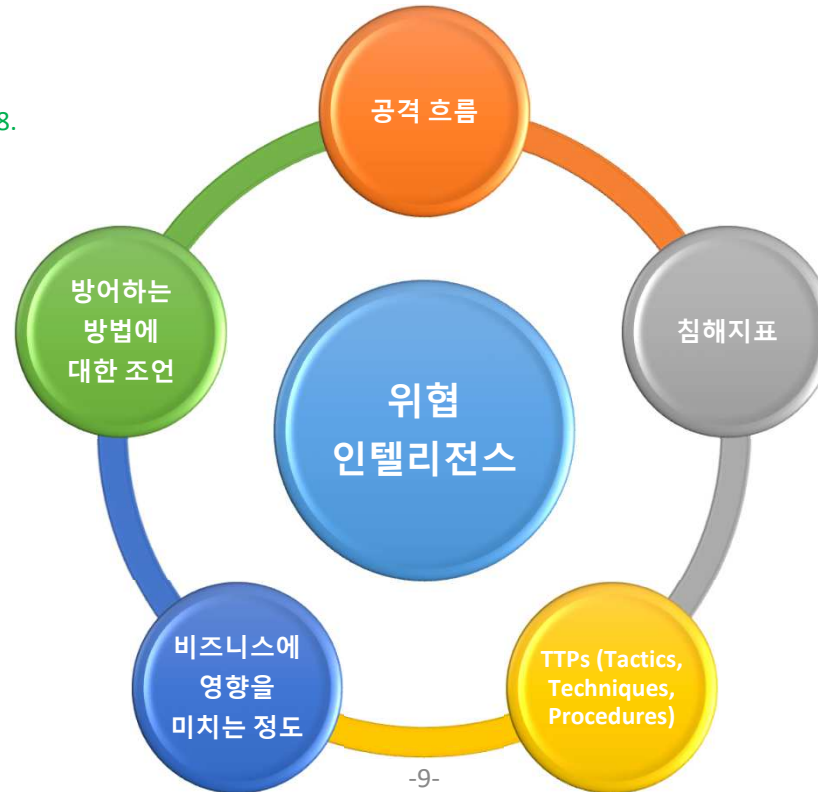 8.
공격 흐름
방어하는
방법에
대한 조언
침해지표
위협
인텔리전스
비즈니스에
영향을
미치는 정도
TTPs (Tactics,
Techniques,
Procedures)
-9-